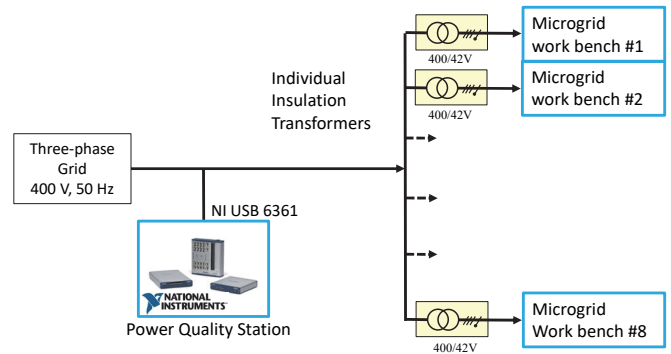 Microgrid
work bench #1
400/42V
Microgrid
work bench #2
400/42V
Individual
Insulation
Transformers
Three-phase
Grid
400 V, 50 Hz
NI USB 6361
NATIONAL
INSTRUMENTS™
Power Quality Station
Microgrid
Work bench #8
400/42V